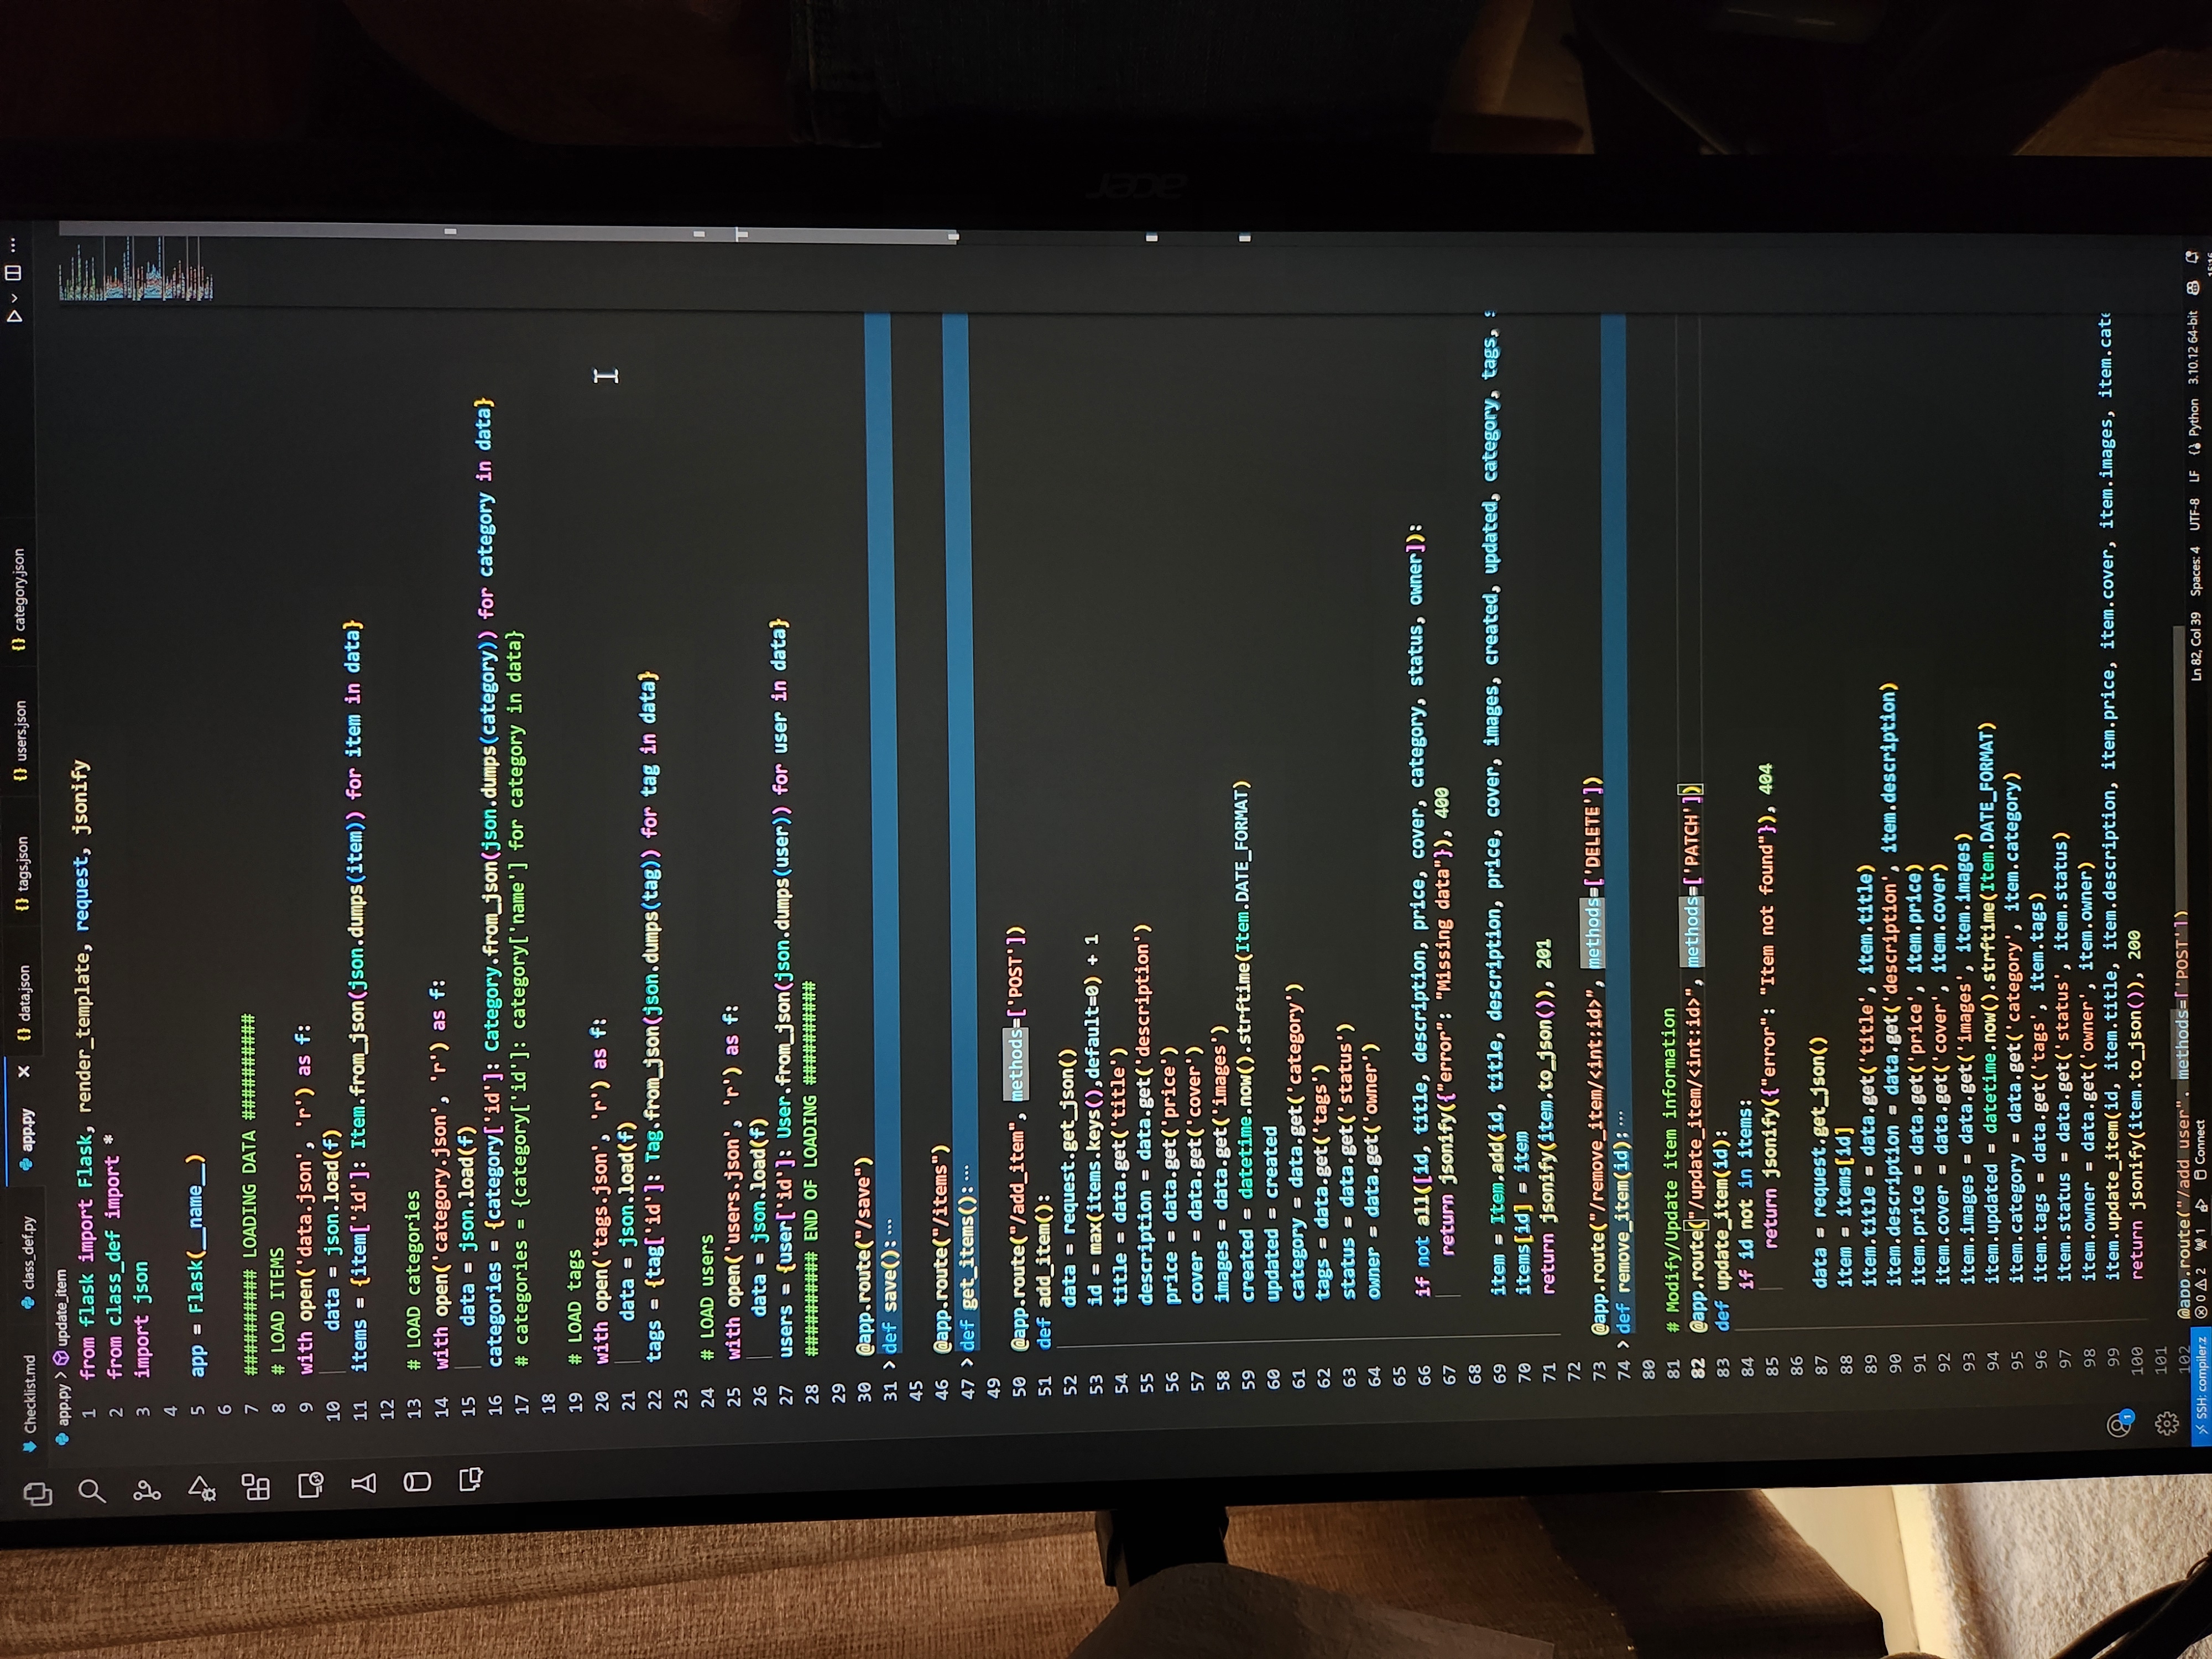 Checklist.md class_def.py app.py × {} data.json {} tags.json {} users.json {} category.json
app.py > update_item
1 from flask import Flask, render_template, request, jsonify
2 from class_def import *
3 import json
4
5 app = Flask(__name__)
6
7 ########## LOADING DATA ##########
8 # LOAD ITEMS
9 with open('data.json', 'r') as f:
10     data = json.load(f)
11 items = {item['id']: Item.from_json(json.dumps(item)) for item in data}
12
13 # LOAD categories
14 with open('category.json', 'r') as f:
15     data = json.load(f)
16 categories = {category['id']: Category.from_json(json.dumps(category)) for category in data}
17 # categories = {category['id']: category['name'] for category in data}
18
19 # LOAD tags
20 with open('tags.json', 'r') as f:
21     data = json.load(f)
22 tags = {tag['id']: Tag.from_json(json.dumps(tag)) for tag in data}
23
24 # LOAD users
25 with open('users.json', 'r') as f:
26     data = json.load(f)
27 users = {user['id']: User.from_json(json.dumps(user)) for user in data}
28 ########## END OF LOADING ##########
29
30 @app.route("/save")
31 > def save():⋯
45
46 @app.route("/items")
47 > def get_items():⋯
49
50 @app.route("/add_item", methods=['POST'])
51 def add_item():
52     data = request.get_json()
53     id = max(items.keys(),default=0) + 1
54     title = data.get('title')
55     description = data.get('description')
56     price = data.get('price')
57     cover = data.get('cover')
58     images = data.get('images')
59     created = datetime.now().strftime(Item.DATE_FORMAT)
60     updated = created
61     category = data.get('category')
62     tags = data.get('tags')
63     status = data.get('status')
64     owner = data.get('owner')
65
66     if not all([id, title, description, price, cover, category, status, owner]):
67         return jsonify({"error": "Missing data"}), 400
68
69     item = Item.add(id, title, description, price, cover, images, created, updated, category, tags, s
70     items[id] = item
71     return jsonify(item.to_json()), 201
72
73 @app.route("/remove_item/<int:id>", methods=['DELETE'])
74 > def remove_item(id):⋯
80
81 # Modify/Update item information
82 @app.route("/update_item/<int:id>", methods=['PATCH'])
83 def update_item(id):
84     if id not in items:
85         return jsonify({"error": "Item not found"}), 404
86
87     data = request.get_json()
88     item = items[id]
89     item.title = data.get('title', item.title)
90     item.description = data.get('description', item.description)
91     item.price = data.get('price', item.price)
92     item.cover = data.get('cover', item.cover)
93     item.images = data.get('images', item.images)
94     item.updated = datetime.now().strftime(Item.DATE_FORMAT)
95     item.category = data.get('category', item.category)
96     item.tags = data.get('tags', item.tags)
97     item.status = data.get('status', item.status)
98     item.owner = data.get('owner', item.owner)
99     item.update_item(id, item.title, item.description, item.price, item.cover, item.images, item.cate
100     return jsonify(item.to_json()), 200
101
102 @app.route("/add_user", methods=['POST'])
1
SSH: compiler.z 0 2 1 Connect Ln 82, Col 39 Spaces: 4 UTF-8 LF Python 3.10.12 64-bit
acer